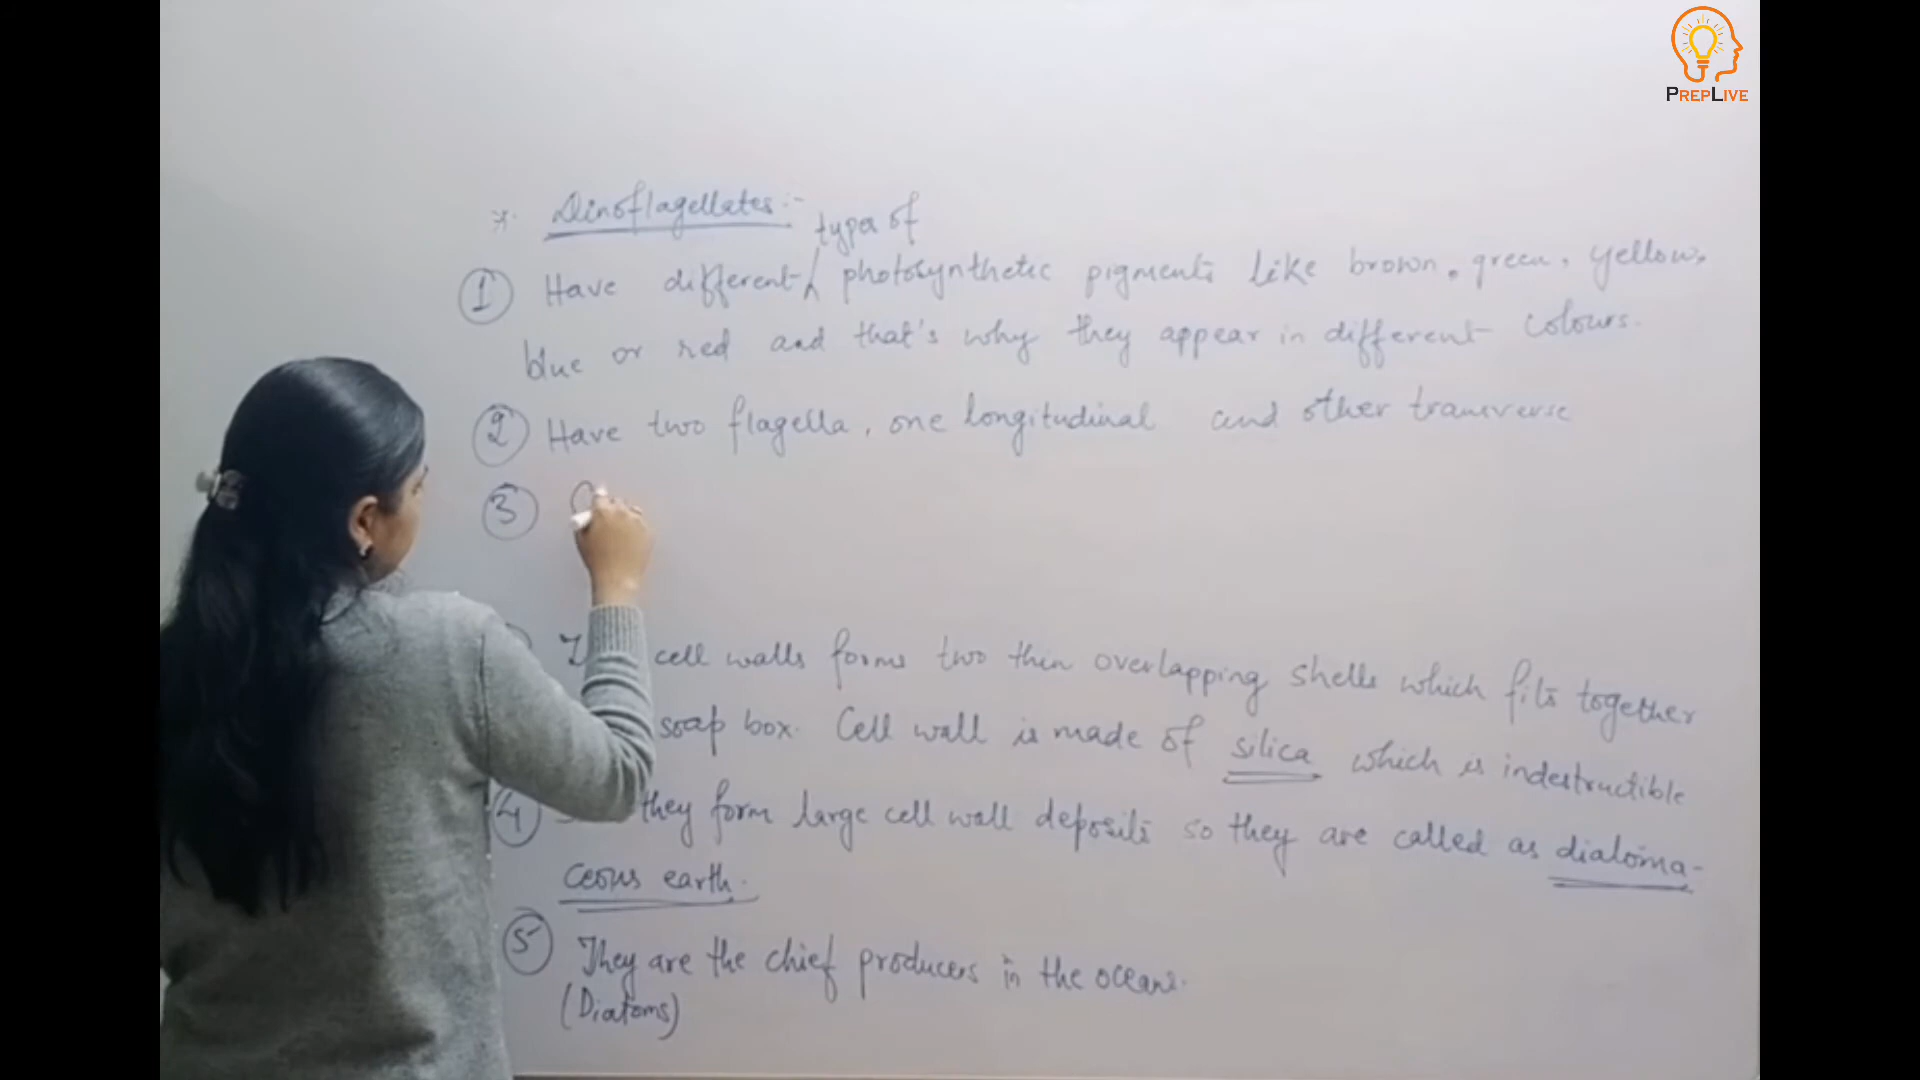 PREPLIVE
* Dinoflagellates :-
types of
① Have different photosynthetic pigments like brown, green, yellow,
blue or red and that's why they appear in different colours.
② Have two flagella, one longitudinal and other transverse
③
cell walls forms two thin overlapping shells which fits together
soap box. Cell wall is made of silica which is indestructible
④ they form large cell wall deposits so they are called as diatoma-
ceous earth.
⑤ They are the chief producers in the oceans.
(Diatoms)